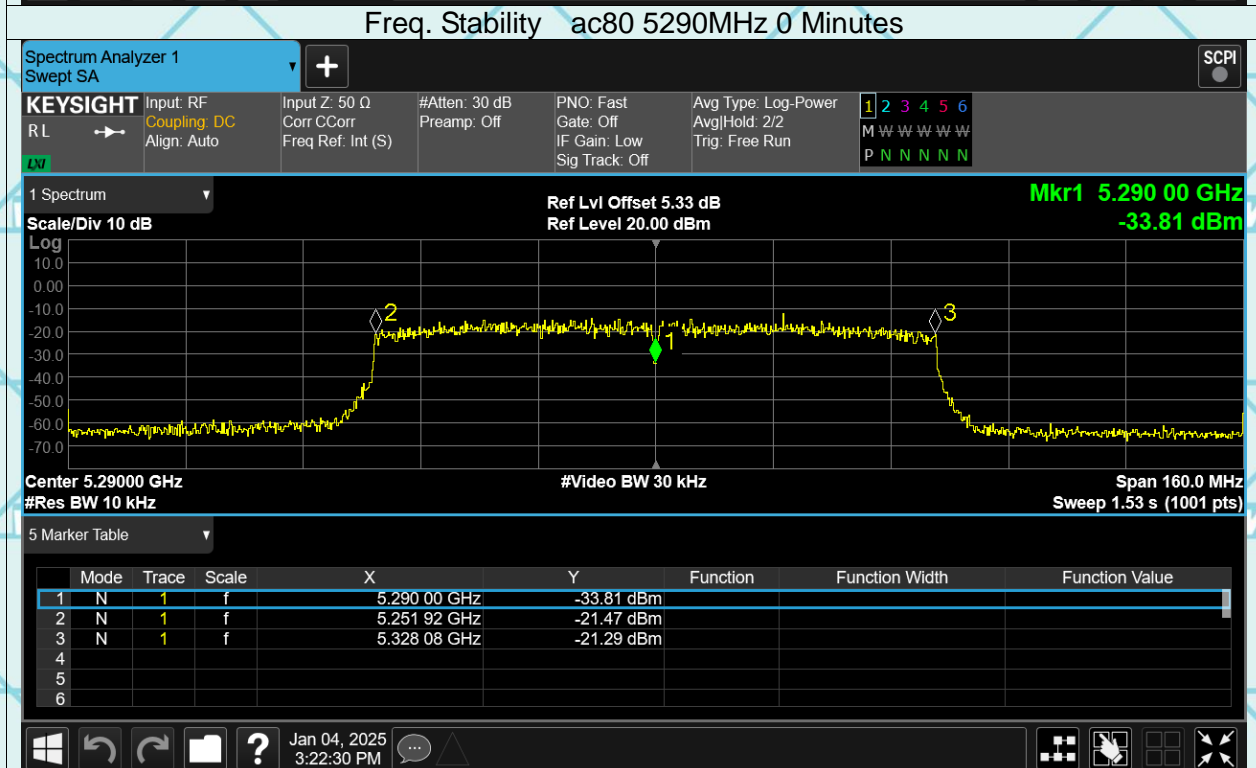 Freq. Stability ac80 5290MHz 0 Minutes
Spectrum Analyzer 1
Swept SA
+
SCPI
KEYSIGHT Input: RF Input Z: 50 Ω #Atten: 30 dB PNO: Fast Avg Type: Log-Power 1 2 3 4 5 6
R L Coupling: DC Corr CCorr Preamp: Off Gate: Off Avg|Hold: 2/2 M W W W W W
Align: Auto Freq Ref: Int (S) IF Gain: Low Trig: Free Run P N N N N N
LXI Sig Track: Off
1 Spectrum
Ref Lvl Offset 5.33 dB
Mkr1 5.290 00 GHz
Scale/Div 10 dB
Ref Level 20.00 dBm
-33.81 dBm
Log
10.0
0.00
-10.0
-20.0
-30.0
-40.0
-50.0
-60.0
-70.0
2
1
3
Center 5.29000 GHz #Video BW 30 kHz Span 160.0 MHz
#Res BW 10 kHz Sweep 1.53 s (1001 pts)
5 Marker Table
Mode Trace Scale X Y Function Function Width Function Value
1 N 1 f 5.290 00 GHz -33.81 dBm
2 N 1 f 5.251 92 GHz -21.47 dBm
3 N 1 f 5.328 08 GHz -21.29 dBm
4
5
6
?
Jan 04, 2025
3:22:30 PM